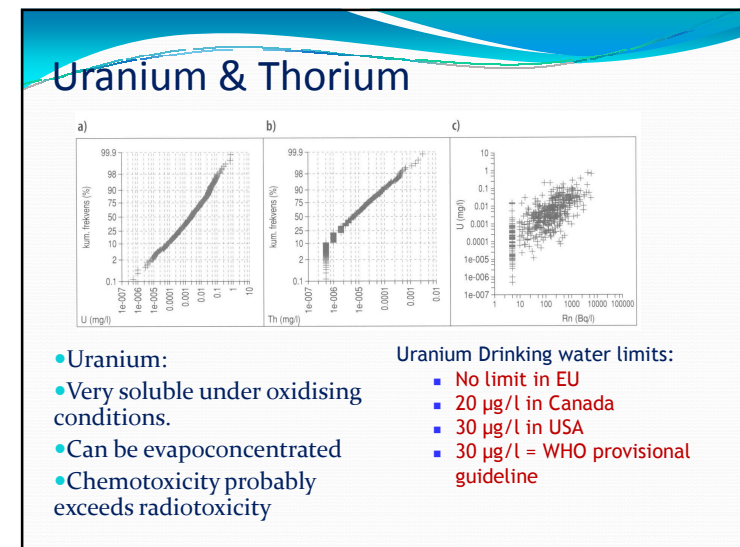 Uranium & Thorium
a)
b)
c)
99.9
98
90
75
50
25
10
2
0.1
kum. frekvens (%)
1e-007
1e-006
1e-005
0.0001
0.001
0.01
0.1
1
10
U (mg/l)
99.9
98
90
75
50
25
10
2
0.1
kum. frekvens (%)
1e-007
1e-006
1e-005
0.0001
0.001
0.01
Th (mg/l)
10
1
0.1
0.01
0.001
0.0001
1e-005
1e-006
1e-007
U (mg/l)
1
10
100
1000
10000
100000
Rn (Bq/l)
•Uranium:
•Very soluble under oxidising
conditions.
•Can be evapoconcentrated
•Chemotoxicity probably
exceeds radiotoxicity
Uranium Drinking water limits:
▪ No limit in EU
▪ 20 µg/l in Canada
▪ 30 µg/l in USA
▪ 30 µg/l = WHO provisional
guideline